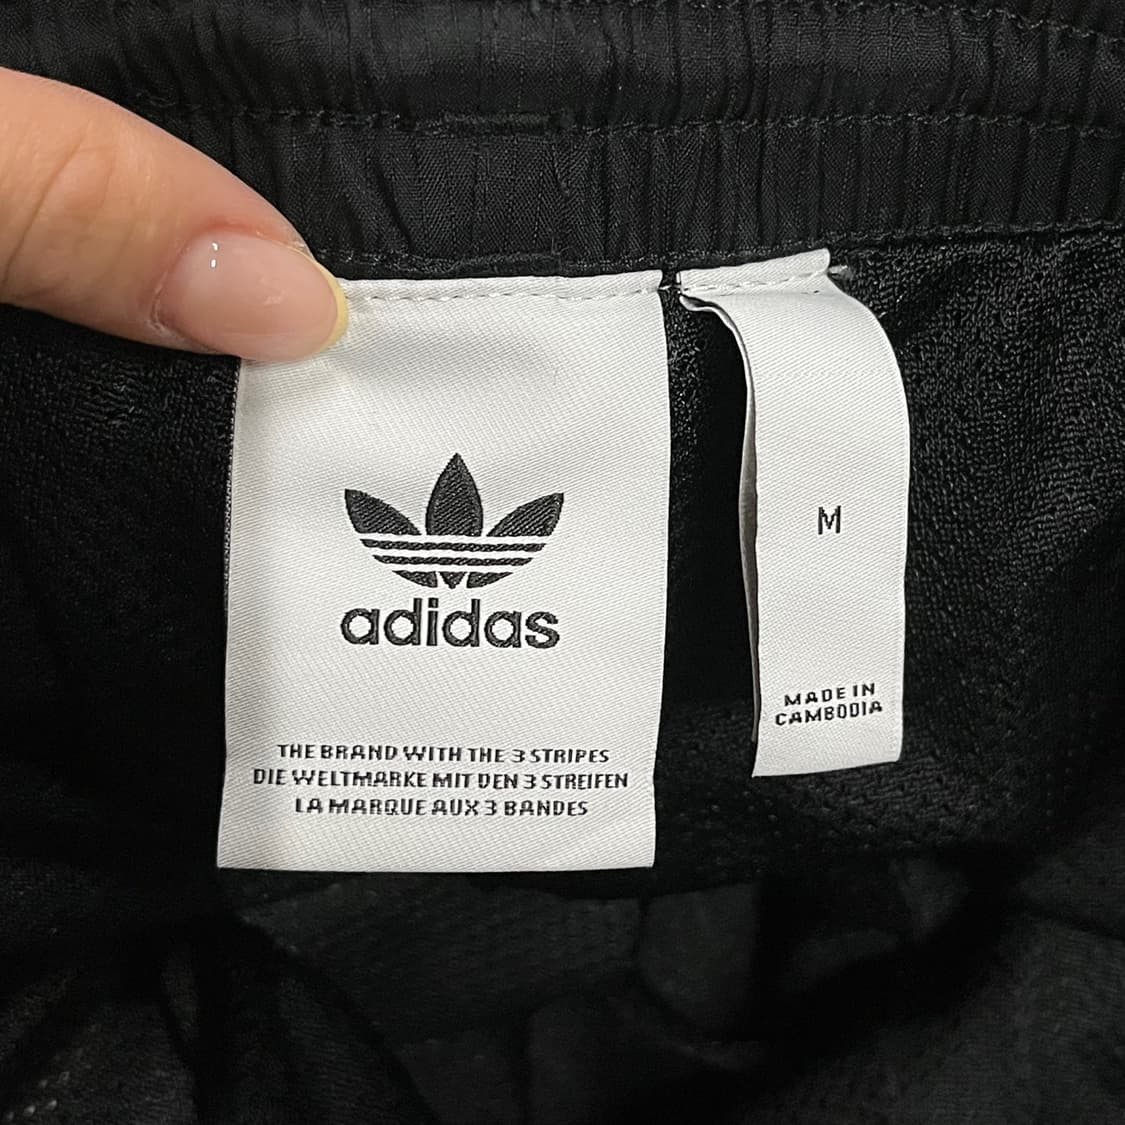 adidas
THE BRAND WITH THE 3 STRIPES
DIE WELTMARKE MIT DEN 3 STREIFEN
LA MARQUE AUX 3 BANDES
M
MADE IN
CAMBODIA